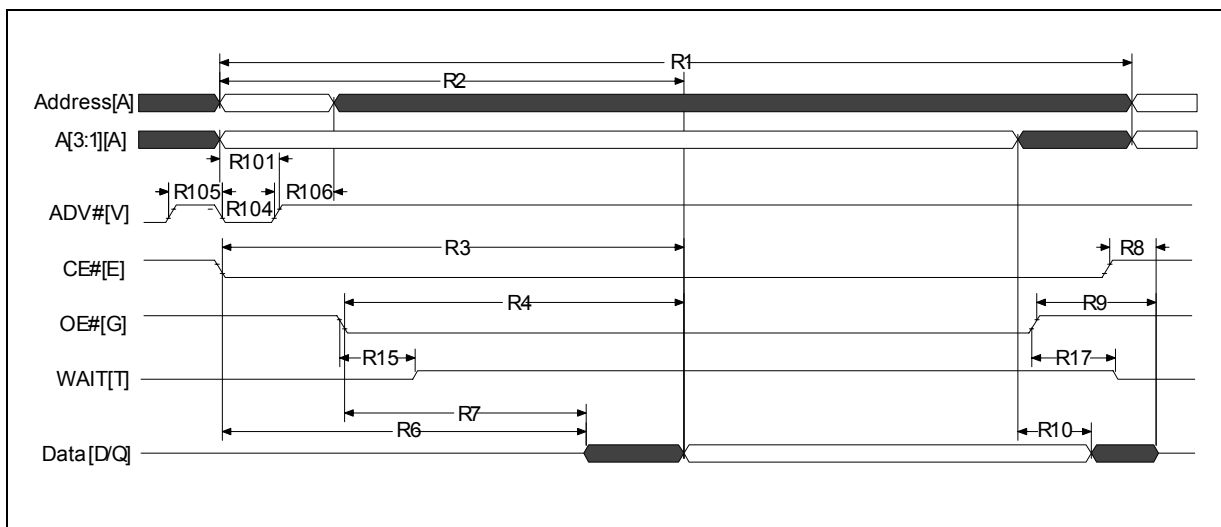 R1
R2
Address[A]
A[3:1][A]
R101
R105
R106
R104
ADV#[V]
R3
R8
CE#[E]
R4
R9
OE#[G]
R15
R17
WAIT[T]
R7
R6
R10
Data[D/Q]